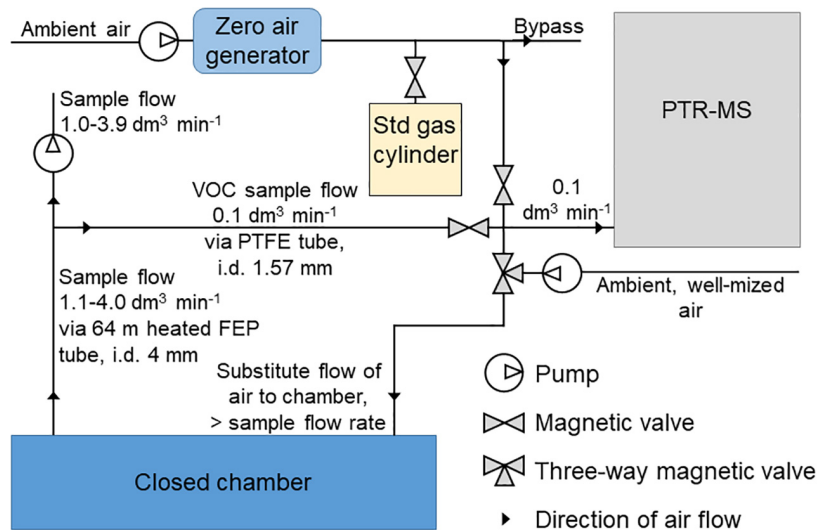 Ambient air
Zero air
generator
Bypass
Sample flow
1.0-3.9 dm³ min⁻¹
Std gas
cylinder
PTR-MS
VOC sample flow
0.1 dm³ min⁻¹
via PTFE tube,
i.d. 1.57 mm
0.1
dm³ min⁻¹
Sample flow
1.1-4.0 dm³ min⁻¹
via 64 m heated FEP
tube, i.d. 4 mm
Ambient, well-mized
air
Substitute flow of
air to chamber,
> sample flow rate
Closed chamber
Pump
Magnetic valve
Three-way magnetic valve
Direction of air flow